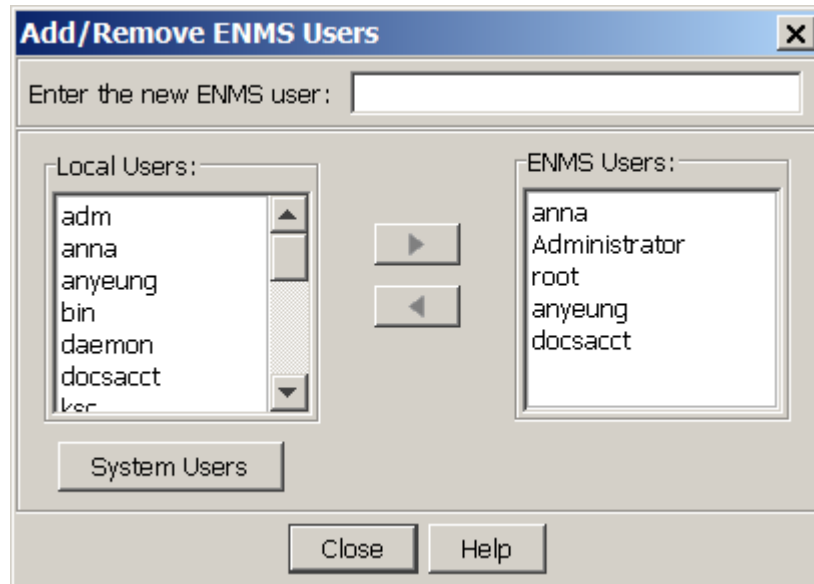 Add/Remove ENMS Users
Enter the new ENMS user:
Local Users:
adm
anna
anyeung
bin
daemon
docsacct
ksc
ENMS Users:
anna
Administrator
root
anyeung
docsacct
System Users
Close
Help